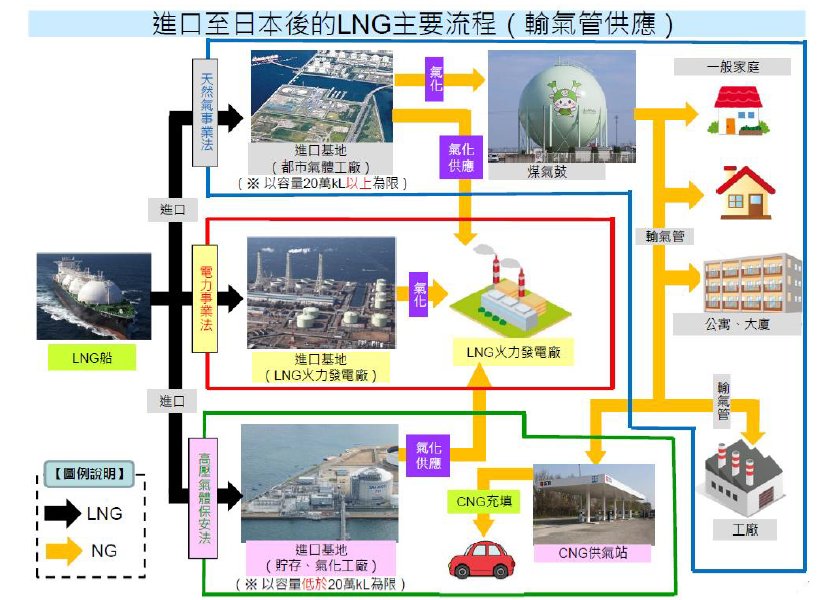 進口至日本後的LNG主要流程（輸氣管供應）
天然氣事業法
進口基地
（都市氣體工廠）
（※ 以容量20萬kL以上為限）
氣化
氣化
供應
煤氣鼓
一般家庭
進口
輸氣管
公寓、大廈
LNG船
電力事業法
進口基地
（LNG火力發電廠）
氣化
LNG火力發電廠
進口
輸氣管
高壓氣體保安法
進口基地
（貯存、氣化工廠）
（※ 以容量低於20萬kL為限）
氣化
供應
CNG充填
CNG供氣站
工廠
【圖例說明】
LNG
NG